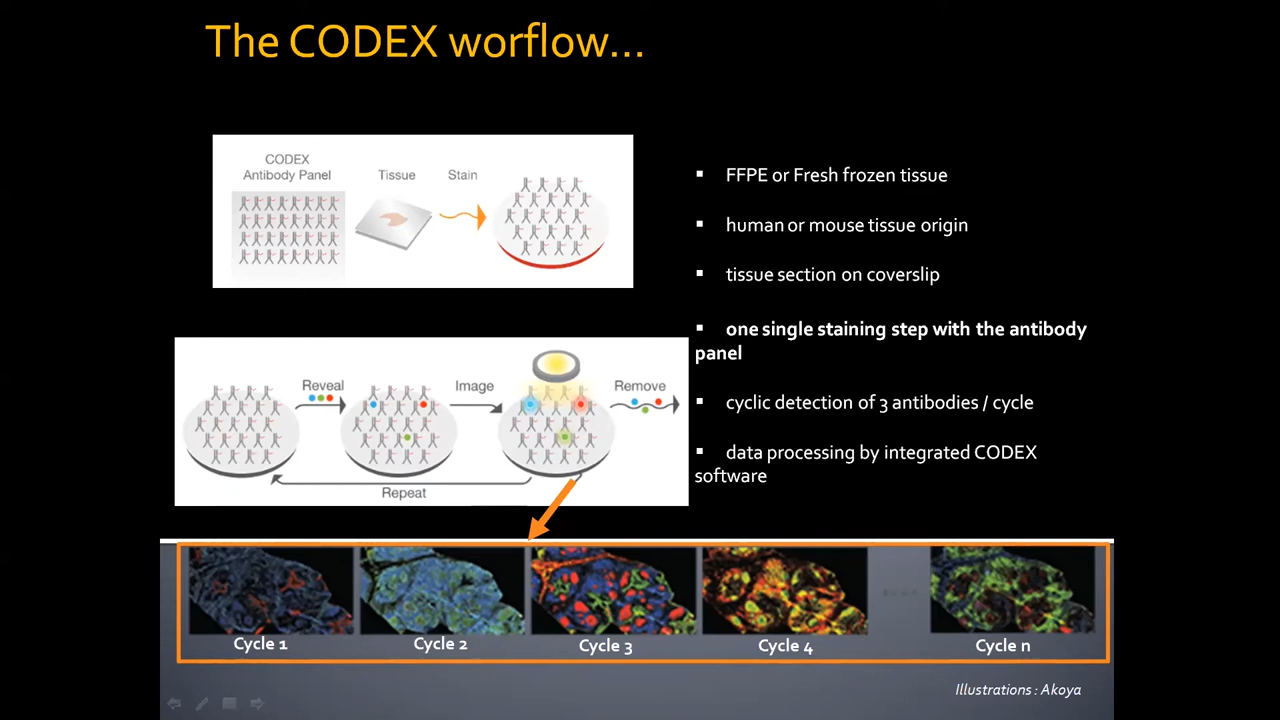 The CODEX worflow...
CODEX
Antibody Panel
Tissue
Stain
▪ FFPE or Fresh frozen tissue
▪ human or mouse tissue origin
▪ tissue section on coverslip
▪ one single staining step with the antibody
panel
▪ cyclic detection of 3 antibodies / cycle
▪ data processing by integrated CODEX
software
Reveal
Image
Remove
Repeat
Cycle 1
Cycle 2
Cycle 3
Cycle 4
Cycle n
Illustrations : Akoya